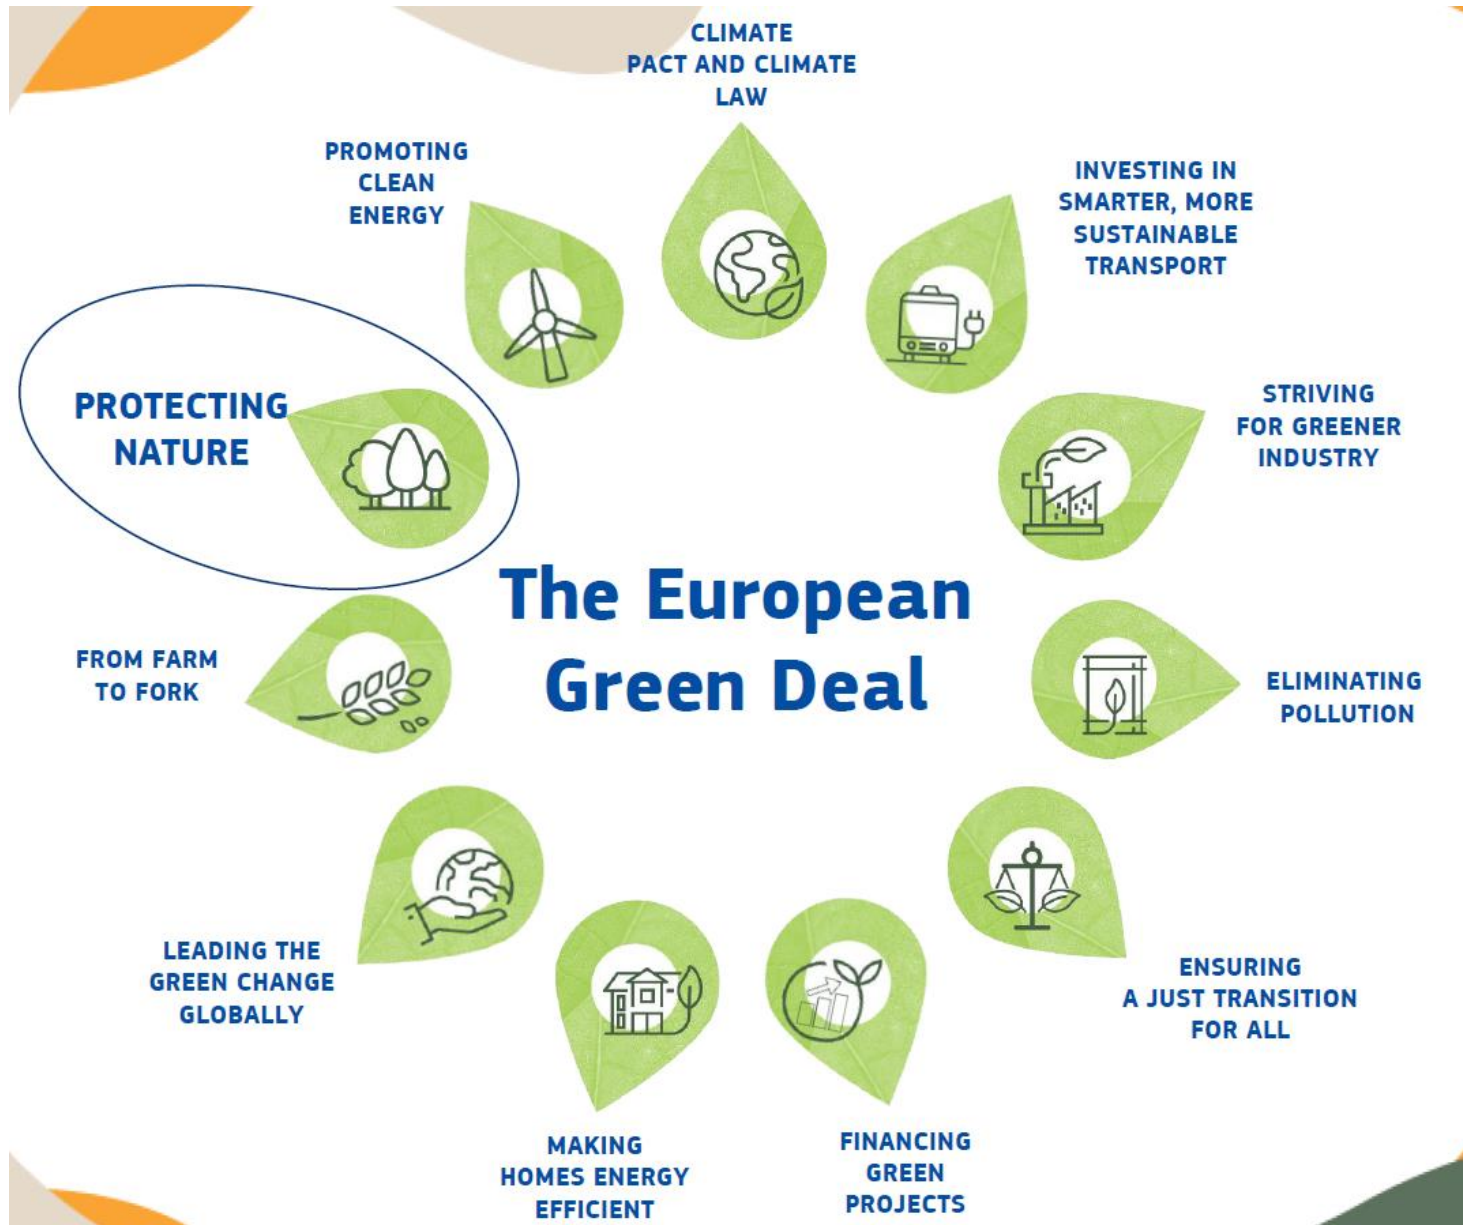 CLIMATE
PACT AND CLIMATE
LAW
PROMOTING
CLEAN
ENERGY
INVESTING IN
SMARTER, MORE
SUSTAINABLE
TRANSPORT
PROTECTING
NATURE
STRIVING
FOR GREENER
INDUSTRY
The European
Green Deal
FROM FARM
TO FORK
ELIMINATING
POLLUTION
LEADING THE
GREEN CHANGE
GLOBALLY
ENSURING
A JUST TRANSITION
FOR ALL
MAKING
HOMES ENERGY
EFFICIENT
FINANCING
GREEN
PROJECTS